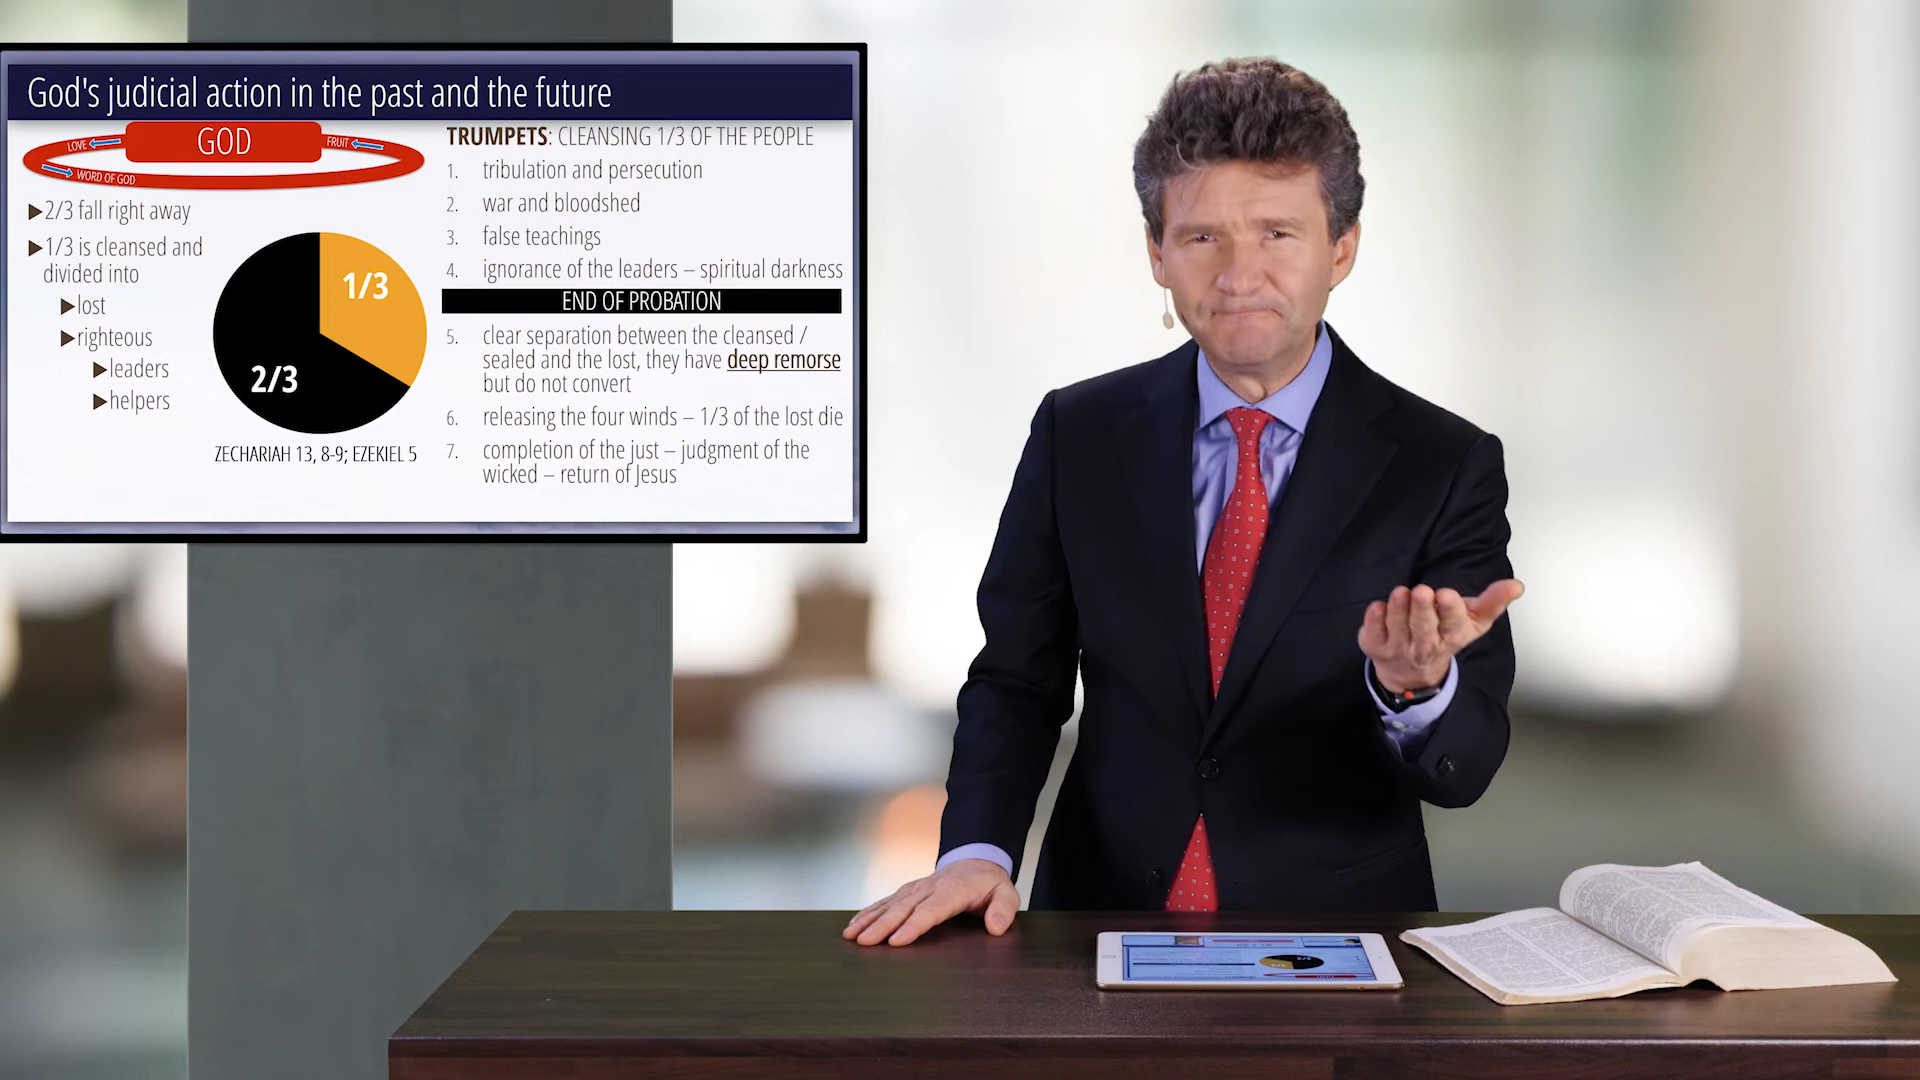 God's judicial action in the past and the future
GOD
LOVE
FRUIT
WORD OF GOD
▶2/3 fall right away
▶1/3 is cleansed and
divided into
▶lost
▶righteous
▶leaders
▶helpers
1/3
2/3
ZECHARIAH 13, 8-9; EZEKIEL 5
TRUMPETS: CLEANSING 1/3 OF THE PEOPLE
1. tribulation and persecution
2. war and bloodshed
3. false teachings
4. ignorance of the leaders – spiritual darkness
END OF PROBATION
5. clear separation between the cleansed /
sealed and the lost, they have deep remorse
but do not convert
6. releasing the four winds – 1/3 of the lost die
7. completion of the just – judgment of the
wicked – return of Jesus